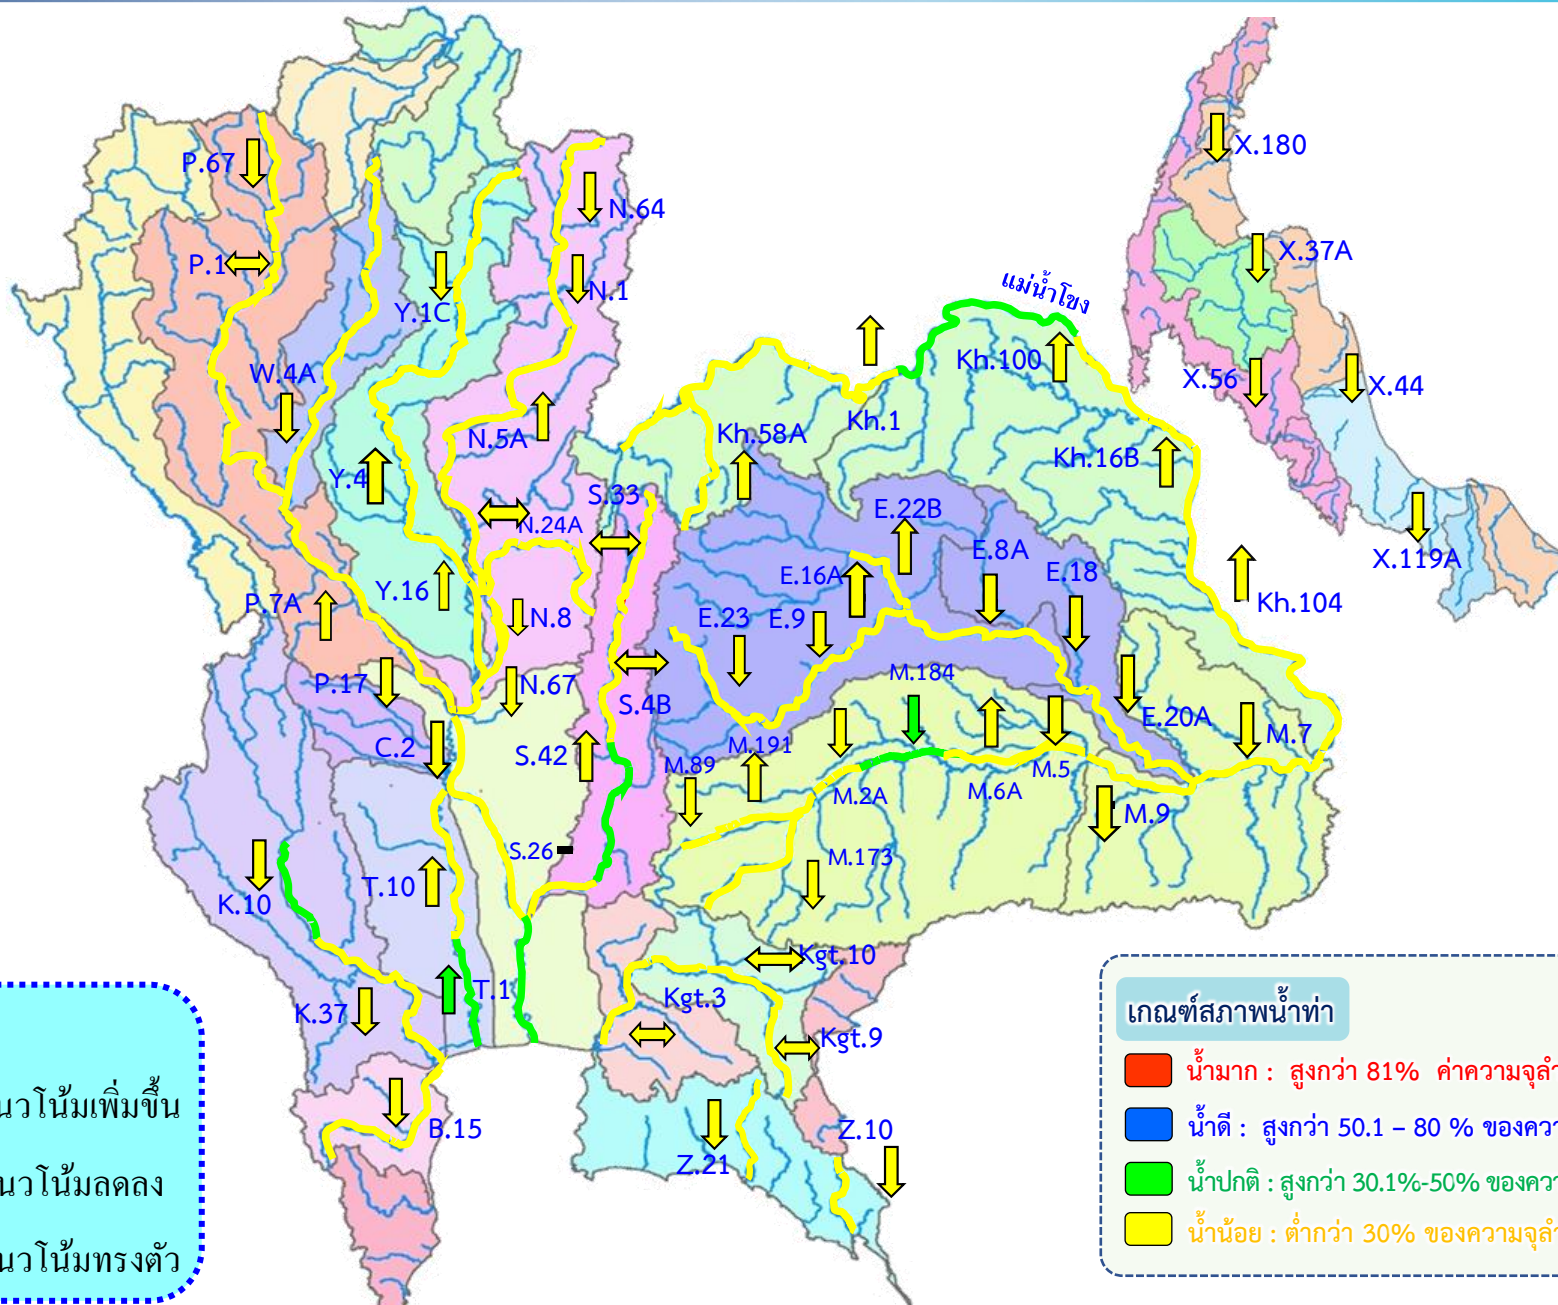 P.67
N.64
X.180
P.1
N.1
X.37A
Y.1C
แม่น้ำโขง
W.4A
Kh.100
X.56
X.44
N.5A
Kh.58A
Kh.1
Kh.16B
Y.4
S.33
N.24A
E.22B
X.119A
E.8A
E.16A
E.18
Y.16
P.7A
N.8
E.23
E.9
Kh.104
P.17
N.67
S.4B
M.184
E.20A
C.2
S.42
M.89
M.191
M.7
M.2A
M.6A
M.5
M.9
S.26
M.173
K.10
T.10
Kgt.10
T.1
Kgt.3
K.37
Kgt.9
B.15
Z.21
Z.10
นวโน้มเพิ่มขึ้น
นวโน้มลดลง
นวโน้มทรงตัว
เกณฑ์สภาพน้ำท่า
น้ำมาก : สูงกว่า 81% ค่าความจุลำ
น้ำดี : สูงกว่า 50.1 – 80 % ของควา
น้ำปกติ : สูงกว่า 30.1%-50% ของควา
น้ำน้อย : ต่ำกว่า 30% ของความจุลำ